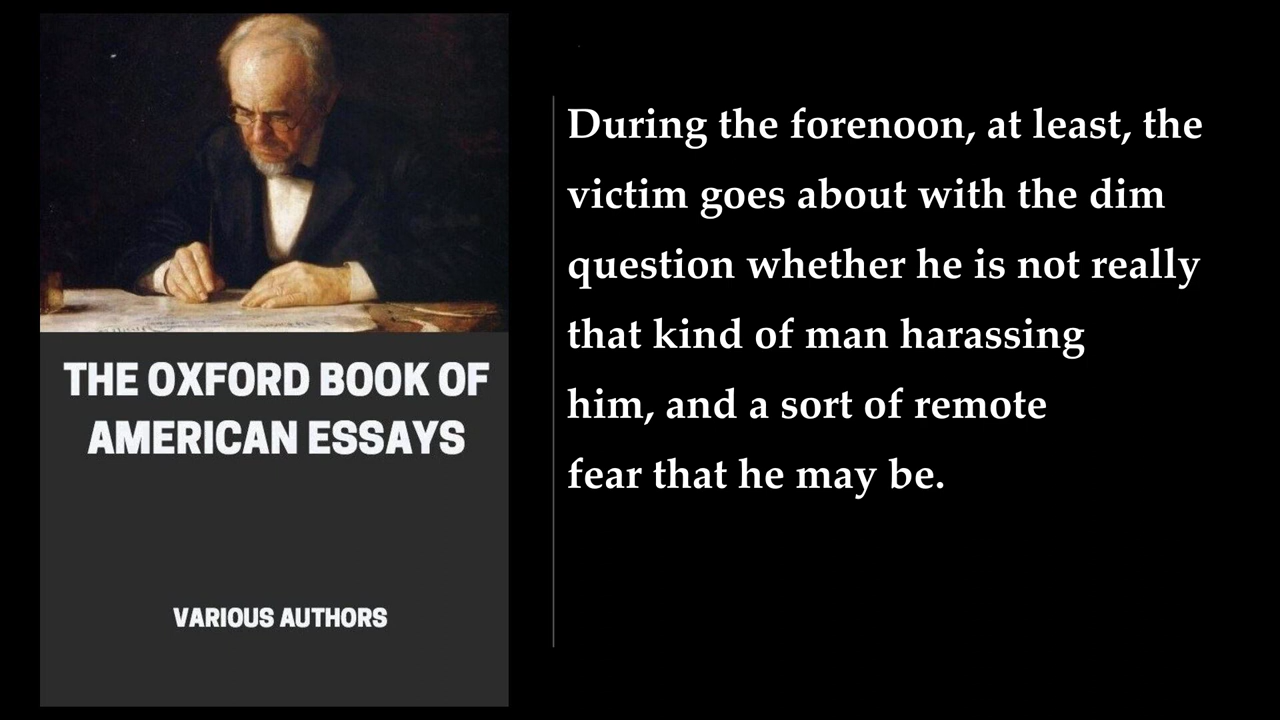 THE OXFORD BOOK OF
AMERICAN ESSAYS
VARIOUS AUTHORS
During the forenoon, at least, the
victim goes about with the dim
question whether he is not really
that kind of man harassing
him, and a sort of remote
fear that he may be.